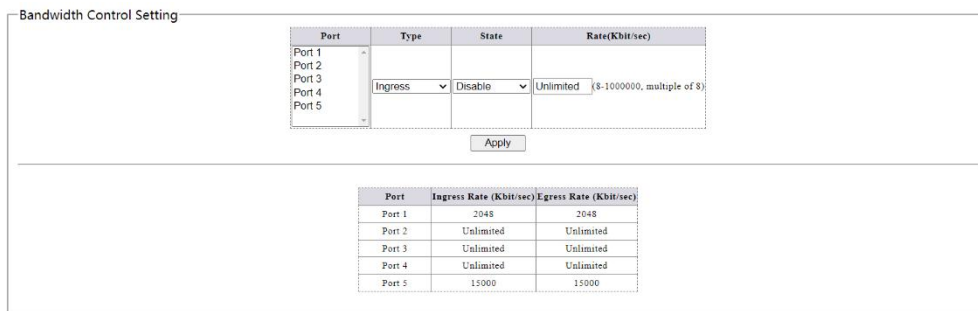 Bandwidth Control Setting
Port Type State Rate(Kbit/sec)
Port 1
Port 2
Port 3
Port 4
Port 5
Ingress Disable Unlimited (8-1000000, multiple of 8)
Apply
Port Ingress Rate (Kbit/sec) Egress Rate (Kbit/sec)
Port 1 2048 2048
Port 2 Unlimited Unlimited
Port 3 Unlimited Unlimited
Port 4 Unlimited Unlimited
Port 5 15000 15000